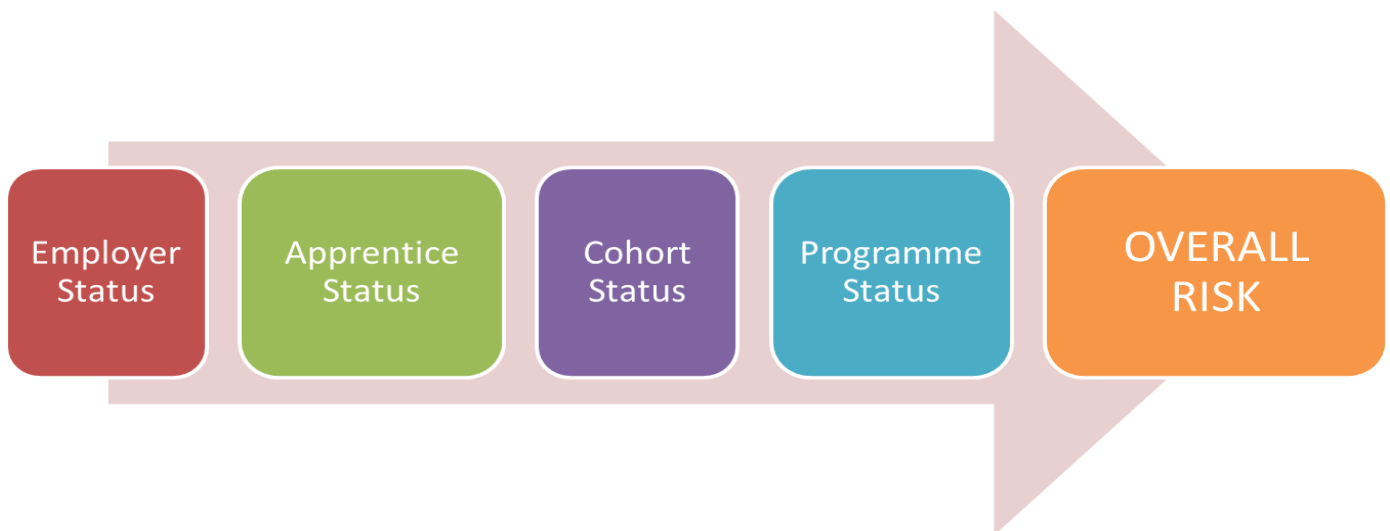 Employer
Status
Apprentice
Status
Cohort
Status
Programme
Status
OVERALL
RISK